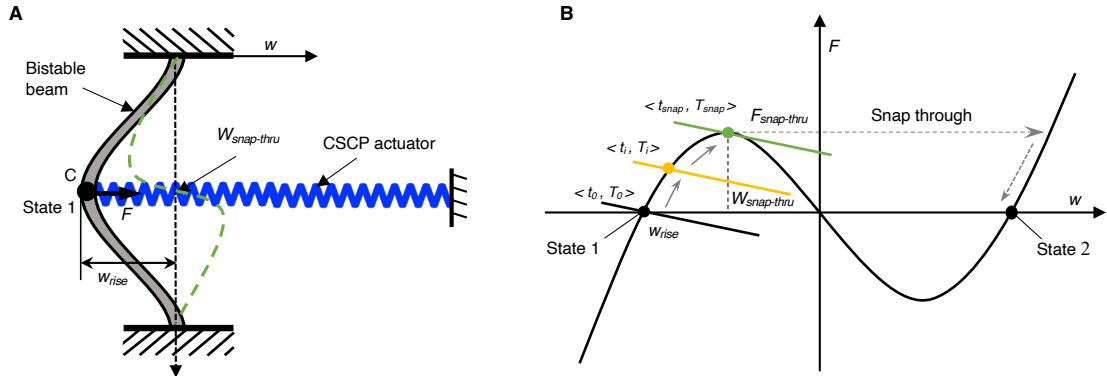 A
w
Bistable
beam
W_snap-thru
CSCP actuator
C
State 1
F
w_rise
B
F
< t_snap, T_snap >
F_snap-thru
Snap through
< t_i, T_i >
< t_0, T_0 >
W_snap-thru
w
State 1
w_rise
State 2